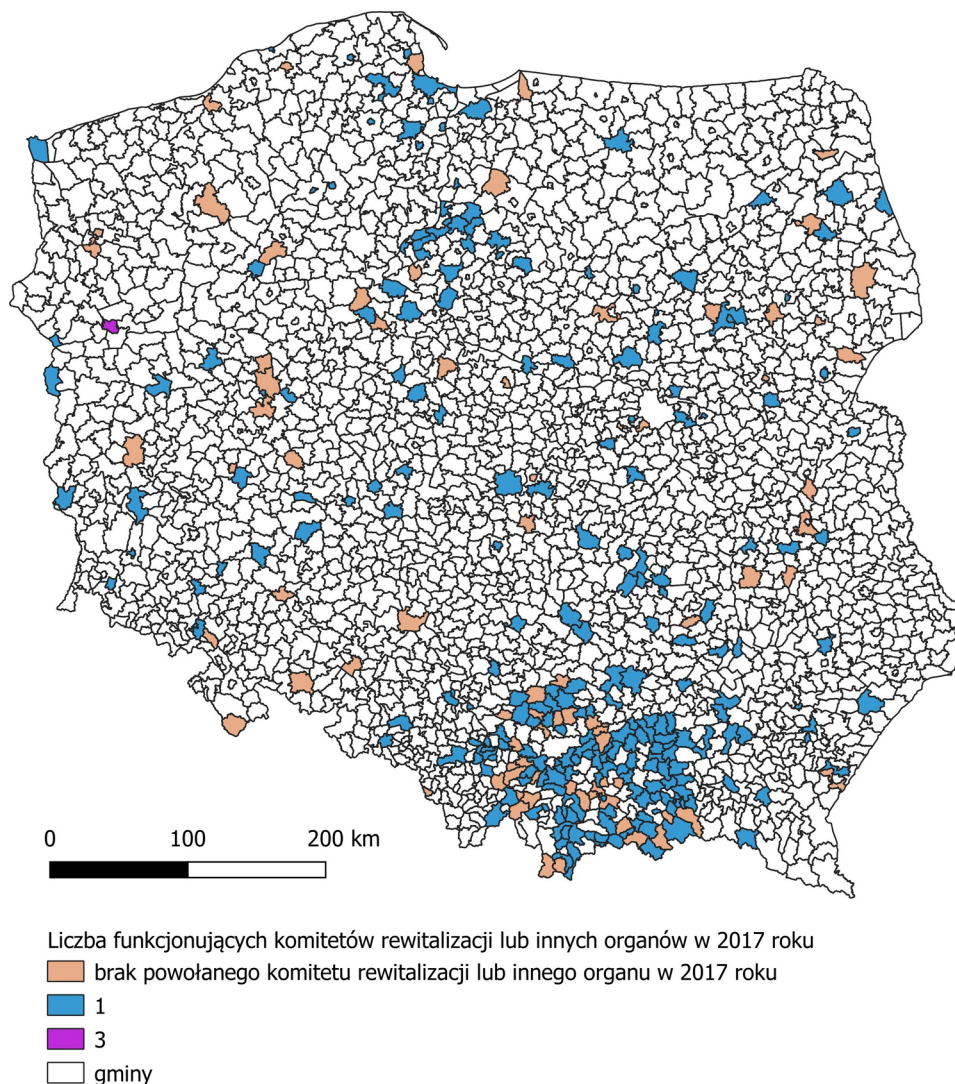 0 100 200 km
Liczba funkcjonujących komitetów rewitalizacji lub innych organów w 2017 roku
brak powołanego komitetu rewitalizacji lub innego organu w 2017 roku
1
3
gminy